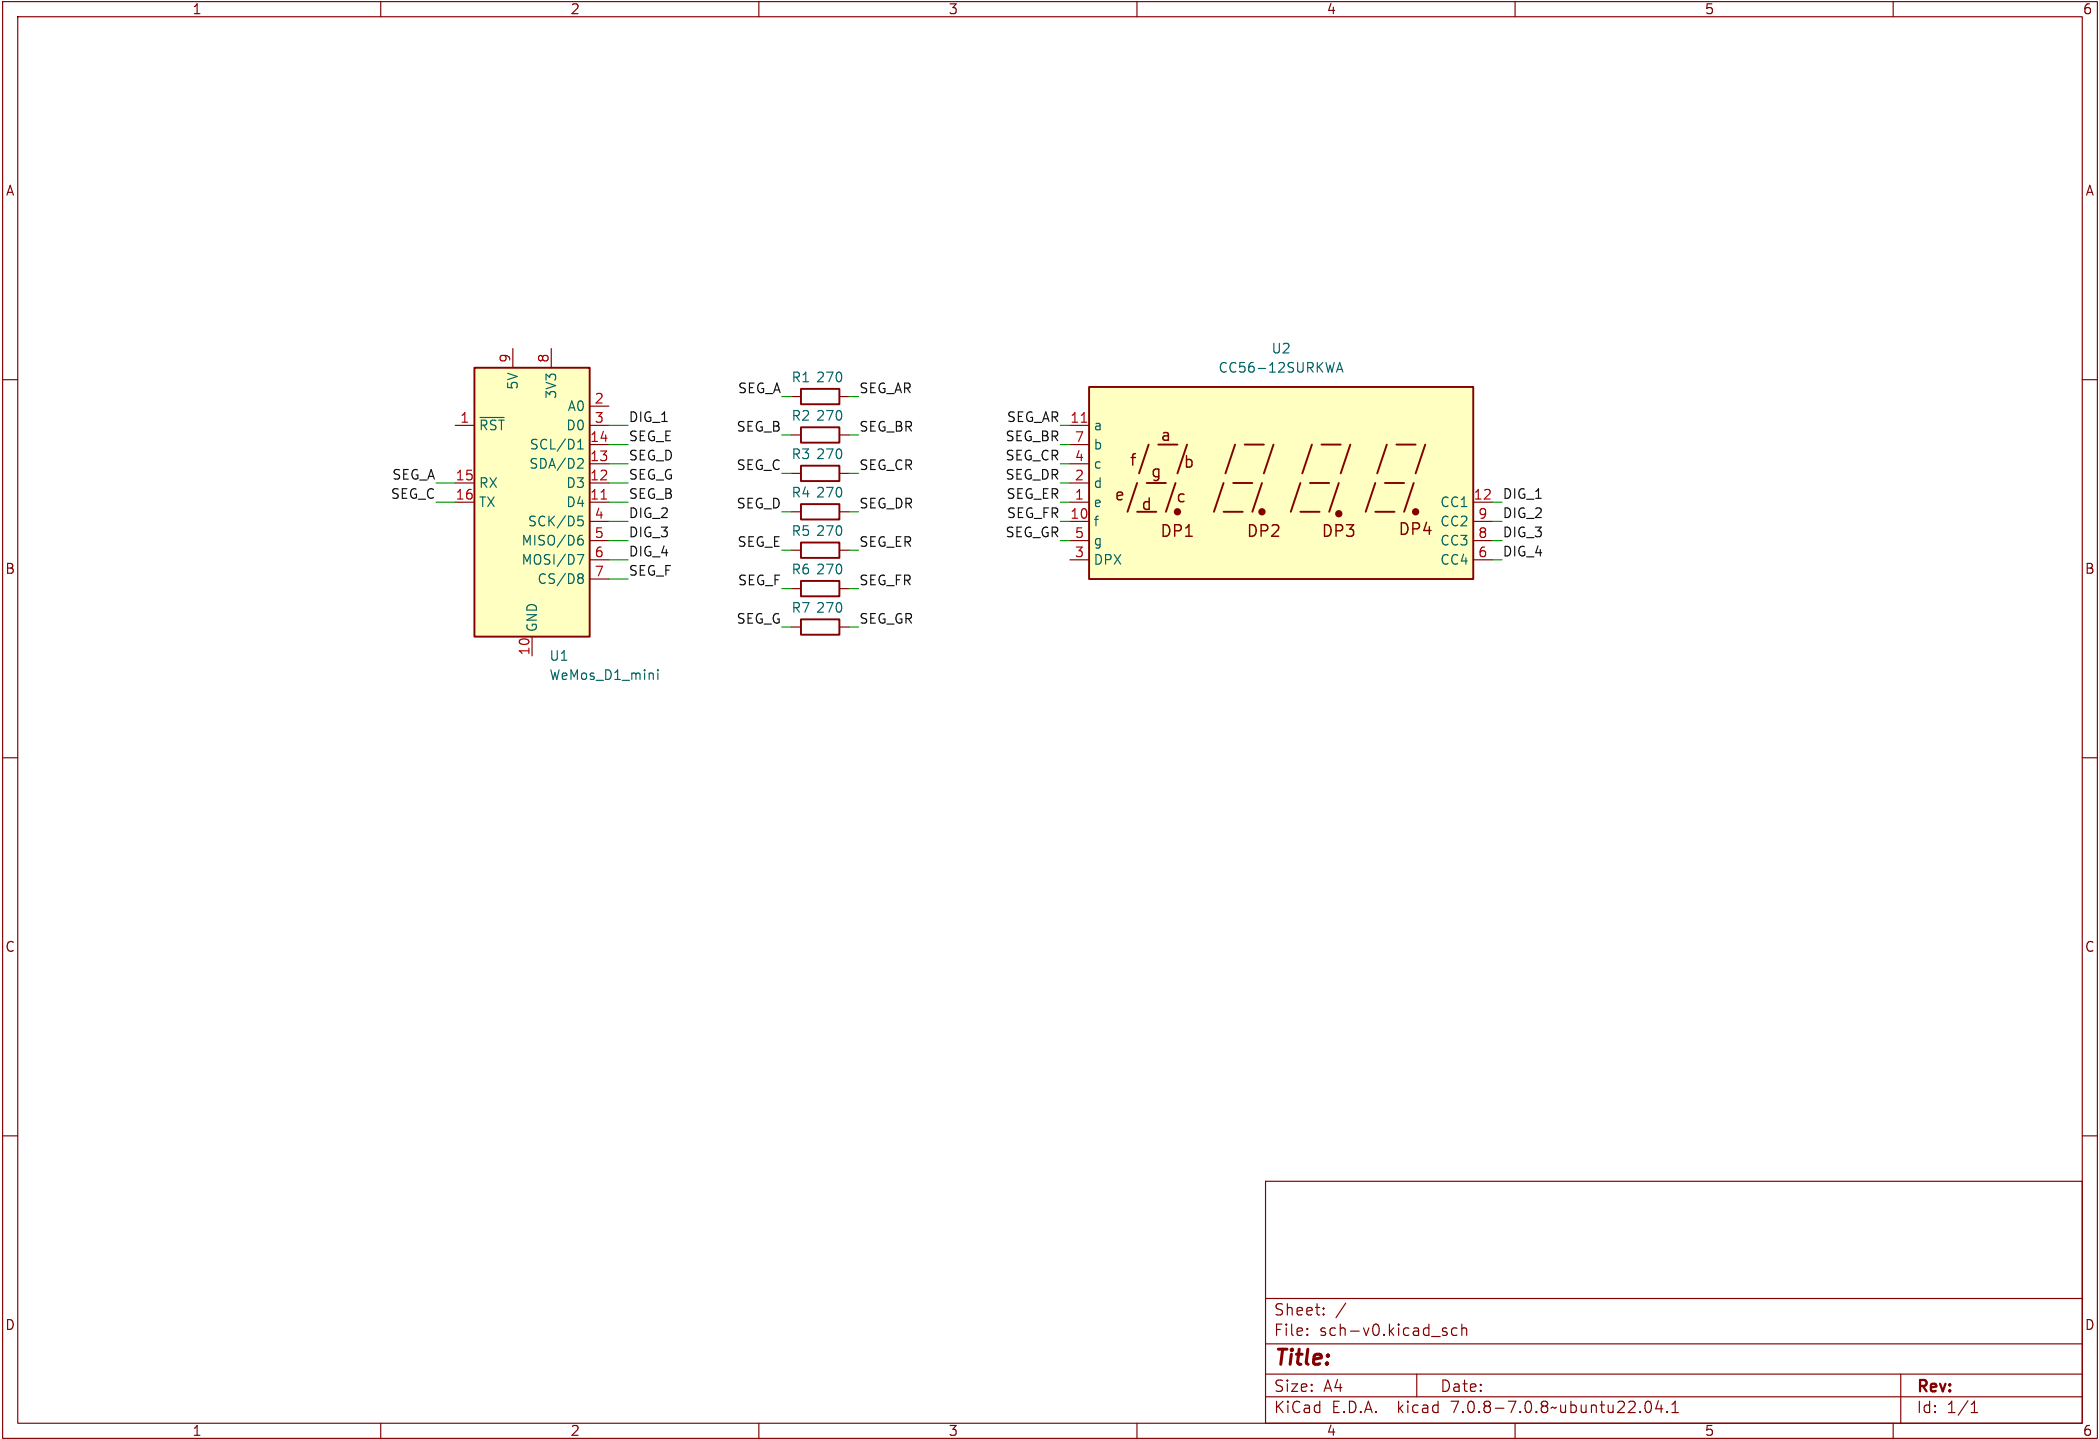 1 2 3 4 5 6
A A
B B
C C
D D
U1
WeMos_D1_mini
9 5V
8 3V3
1 RST
SEG_A 15 RX
SEG_C 16 TX
A0 2
D0 3 DIG_1
SCL/D1 14 SEG_E
SDA/D2 13 SEG_D
D3 12 SEG_G
D4 11 SEG_B
SCK/D5 4 DIG_2
MISO/D6 5 DIG_3
MOSI/D7 6 DIG_4
CS/D8 7 SEG_F
GND 10
R1 270
SEG_A SEG_AR
R2 270
SEG_B SEG_BR
R3 270
SEG_C SEG_CR
R4 270
SEG_D SEG_DR
R5 270
SEG_E SEG_ER
R6 270
SEG_F SEG_FR
R7 270
SEG_G SEG_GR
U2
CC56-12SURKWA
SEG_AR 11 a
SEG_BR 7 b
SEG_CR 4 c
SEG_DR 2 d
SEG_ER 1 e
SEG_FR 10 f
SEG_GR 5 g
3 DPX
a
f b
g
e c
d
DP1 DP2 DP3 DP4
CC1 12 DIG_1
CC2 9 DIG_2
CC3 8 DIG_3
CC4 6 DIG_4
Sheet: /
File: sch-v0.kicad_sch
Title:
Size: A4 Date: Rev:
KiCad E.D.A. kicad 7.0.8-7.0.8~ubuntu22.04.1 Id: 1/1
1 2 3 4 5 6